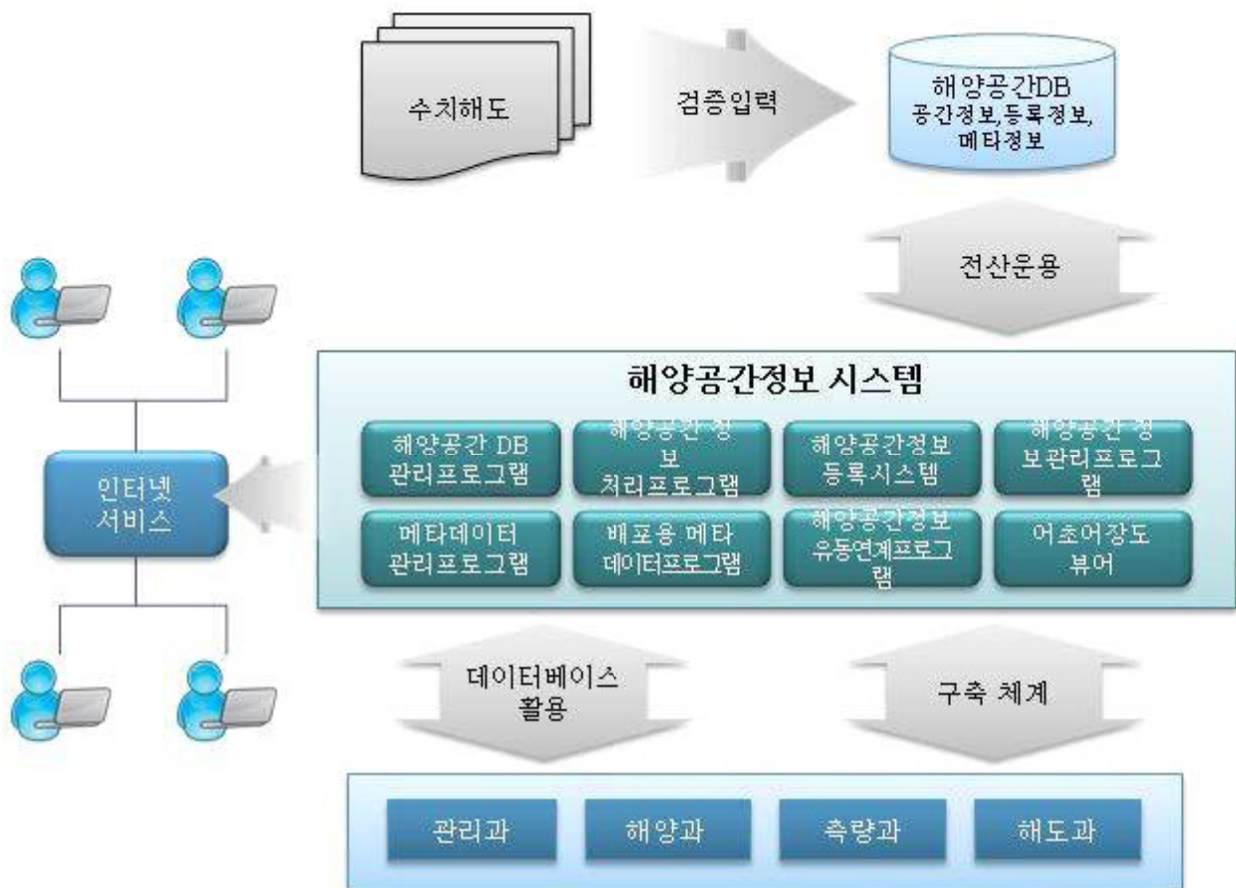 수치해도
검증입력
해양공간DB
공간정보,등록정보,
메타정보
전산운용
해양공간정보 시스템
해양공간 DB
관리프로그램
해양공간 정
보
처리프로그램
해양공간정보
등록시스템
해양공간 정
보관리프로그
램
메타데이터
관리프로그램
배포용 메타
데이터프로그램
해양공간정보
유동연계프로그
램
어초어장도
뷰어
인터넷
서비스
데이터베이스
활용
구축 체계
관리과
해양과
측량과
해도과